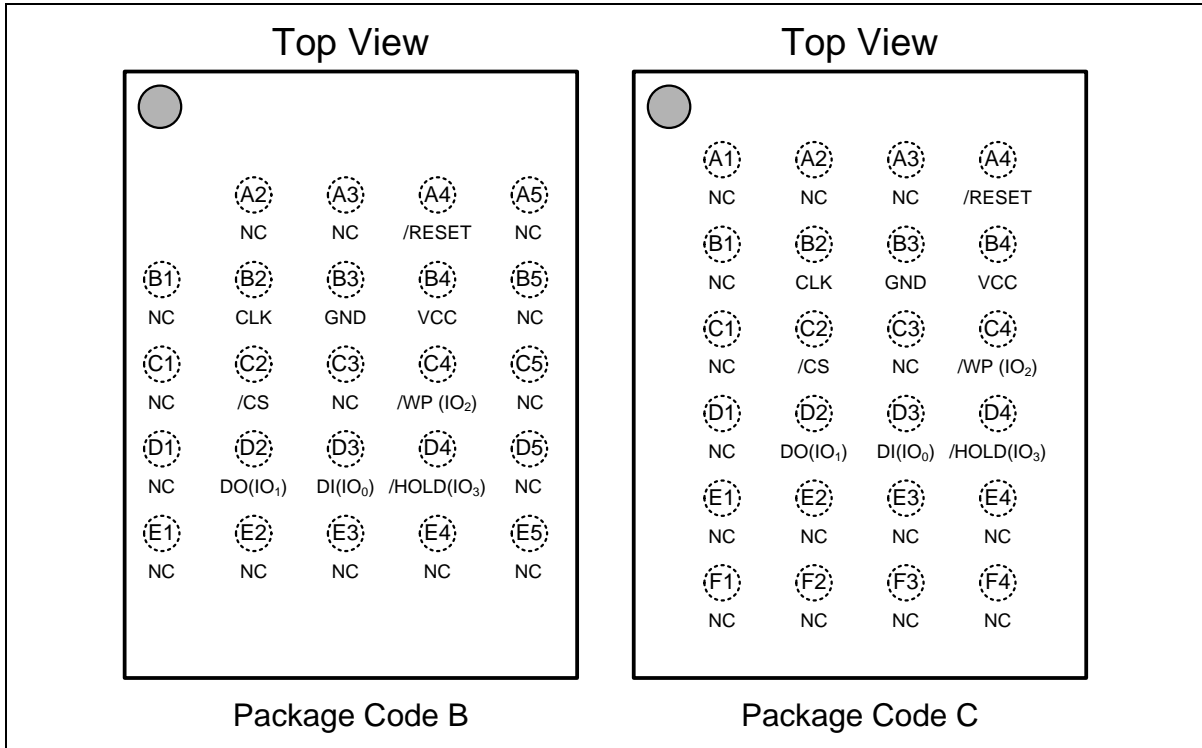 Top View
A2 A3 A4 A5
NC NC /RESET NC
B1 B2 B3 B4 B5
NC CLK GND VCC NC
C1 C2 C3 C4 C5
NC /CS NC /WP (IO₂) NC
D1 D2 D3 D4 D5
NC DO(IO₁) DI(IO₀) /HOLD(IO₃) NC
E1 E2 E3 E4 E5
NC NC NC NC NC
Package Code B
Top View
A1 A2 A3 A4
NC NC NC /RESET
B1 B2 B3 B4
NC CLK GND VCC
C1 C2 C3 C4
NC /CS NC /WP (IO₂)
D1 D2 D3 D4
NC DO(IO₁) DI(IO₀) /HOLD(IO₃)
E1 E2 E3 E4
NC NC NC NC
F1 F2 F3 F4
NC NC NC NC
Package Code C